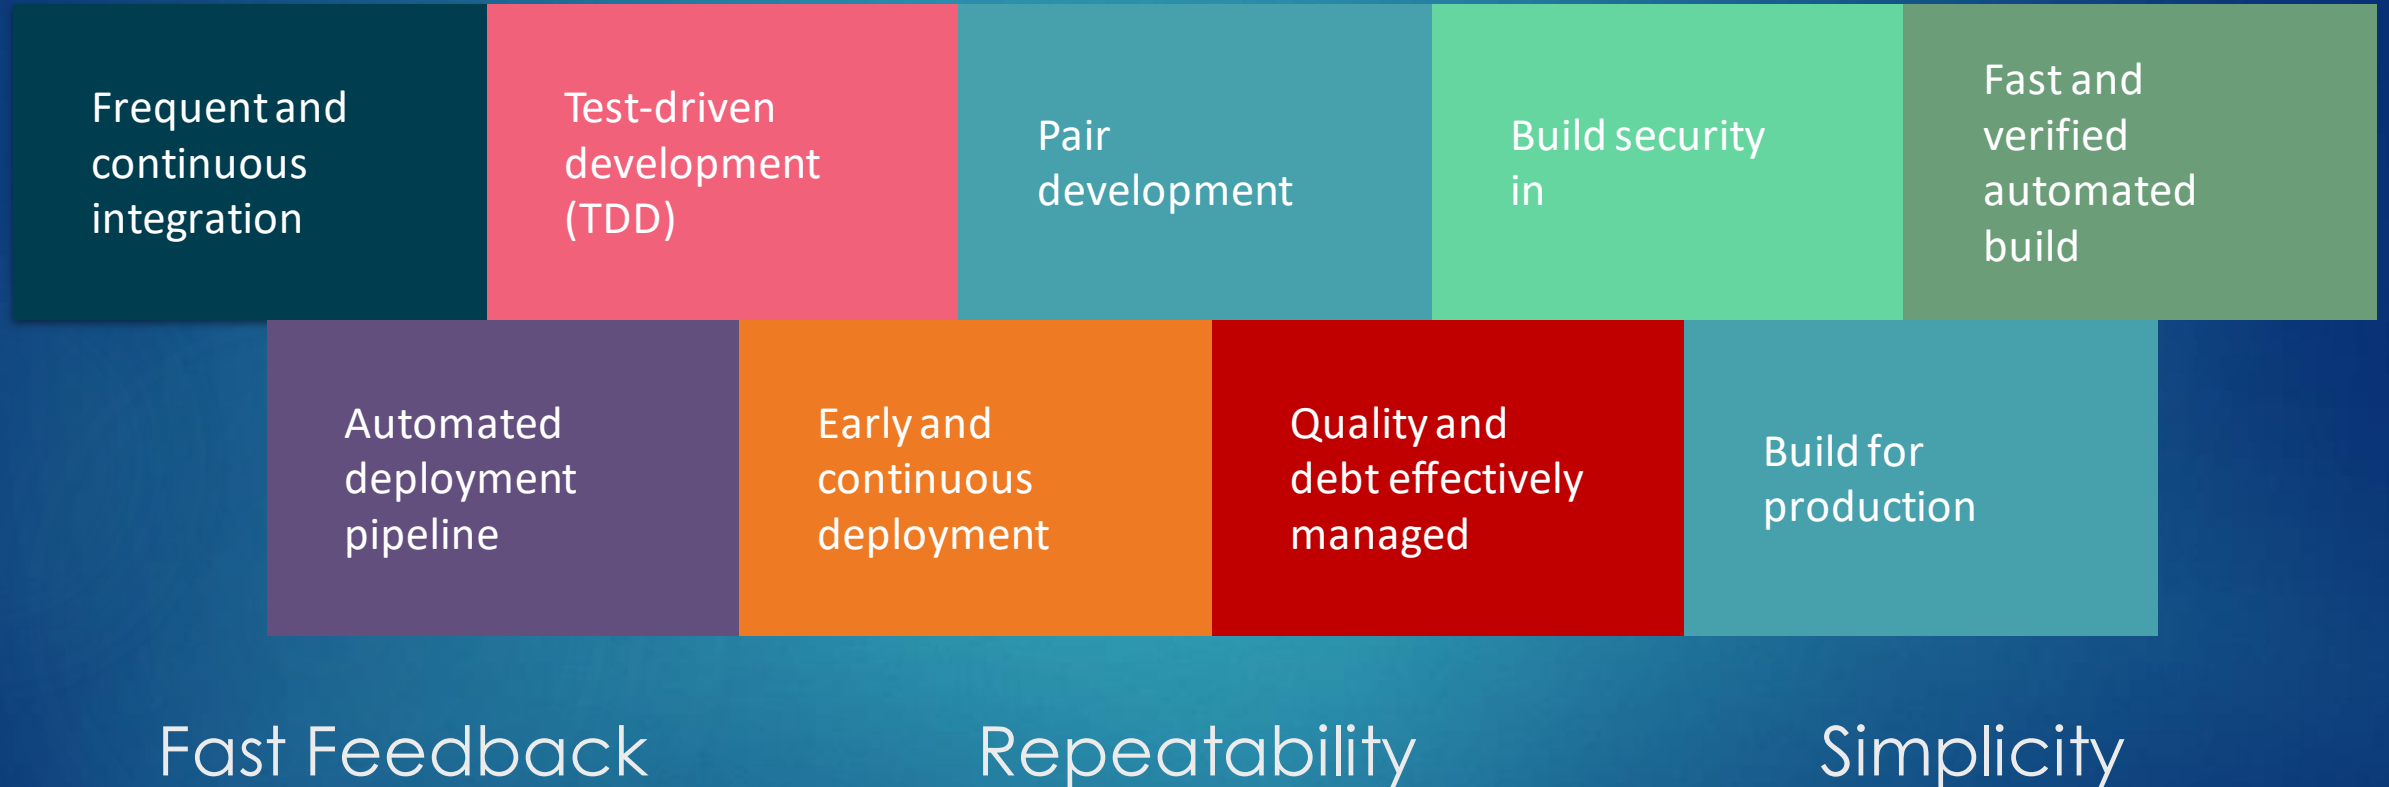 Frequent and
continuous
integration
Test-driven
development
(TDD)
Pair
development
Build security
in
Fast and
verified
automated
build
Automated
deployment
pipeline
Early and
continuous
deployment
Quality and
debt effectively
managed
Build for
production
Fast Feedback
Repeatability
Simplicity